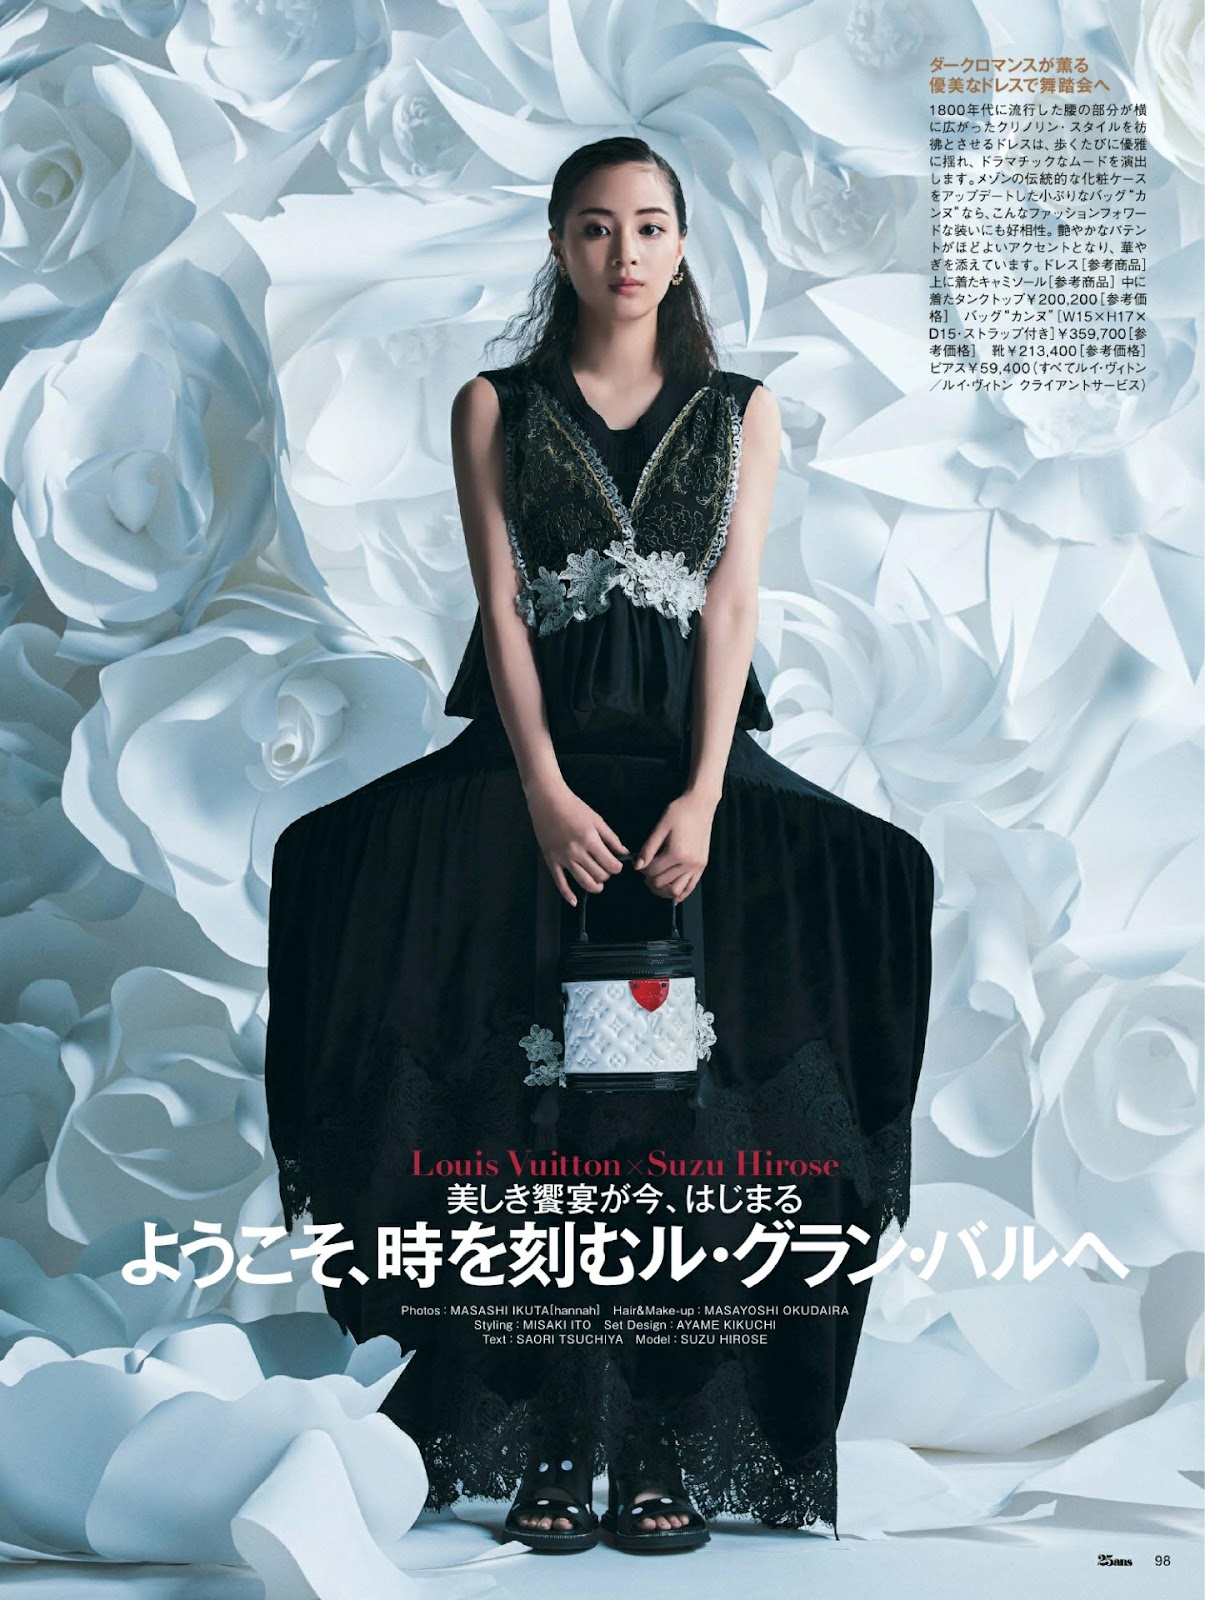 ダークロマンスが薫る
優美なドレスで舞踏会へ
1800年代に流行した腰の部分が横
に広がったクリノリン・スタイルを彷
彿とさせるドレスは、歩くたびに優雅
に揺れ、ドラマチックなムードを演出
します。メゾンの伝統的な化粧ケース
をアップデートした小ぶりなバッグ“カ
ンヌ”なら、こんなファッションフォワー
ドな装いにも好相性。艶やかなパテン
トがほどよいアクセントとなり、華や
ぎを添えています。ドレス[参考商品]
上に着たキャミソール[参考商品] 中に
着たタンクトップ¥200,200[参考価
格] バッグ“カンヌ”[W15×H17×
D15・ストラップ付き]¥359,700[参
考価格] 靴¥213,400[参考価格]
ピアス¥59,400(すべてルイ・ヴィトン
/ルイ・ヴィトン クライアントサービス)
Louis Vuitton×Suzu Hirose
美しき饗宴が今、はじまる
ようこそ、時を刻むル・グラン・バルへ
Photos：MASASHI IKUTA[hannah] Hair&Make-up：MASAYOSHI OKUDAIRA
Styling：MISAKI ITO Set Design：AYAME KIKUCHI
Text：SAORI TSUCHIYA Model：SUZU HIROSE
25ans 98